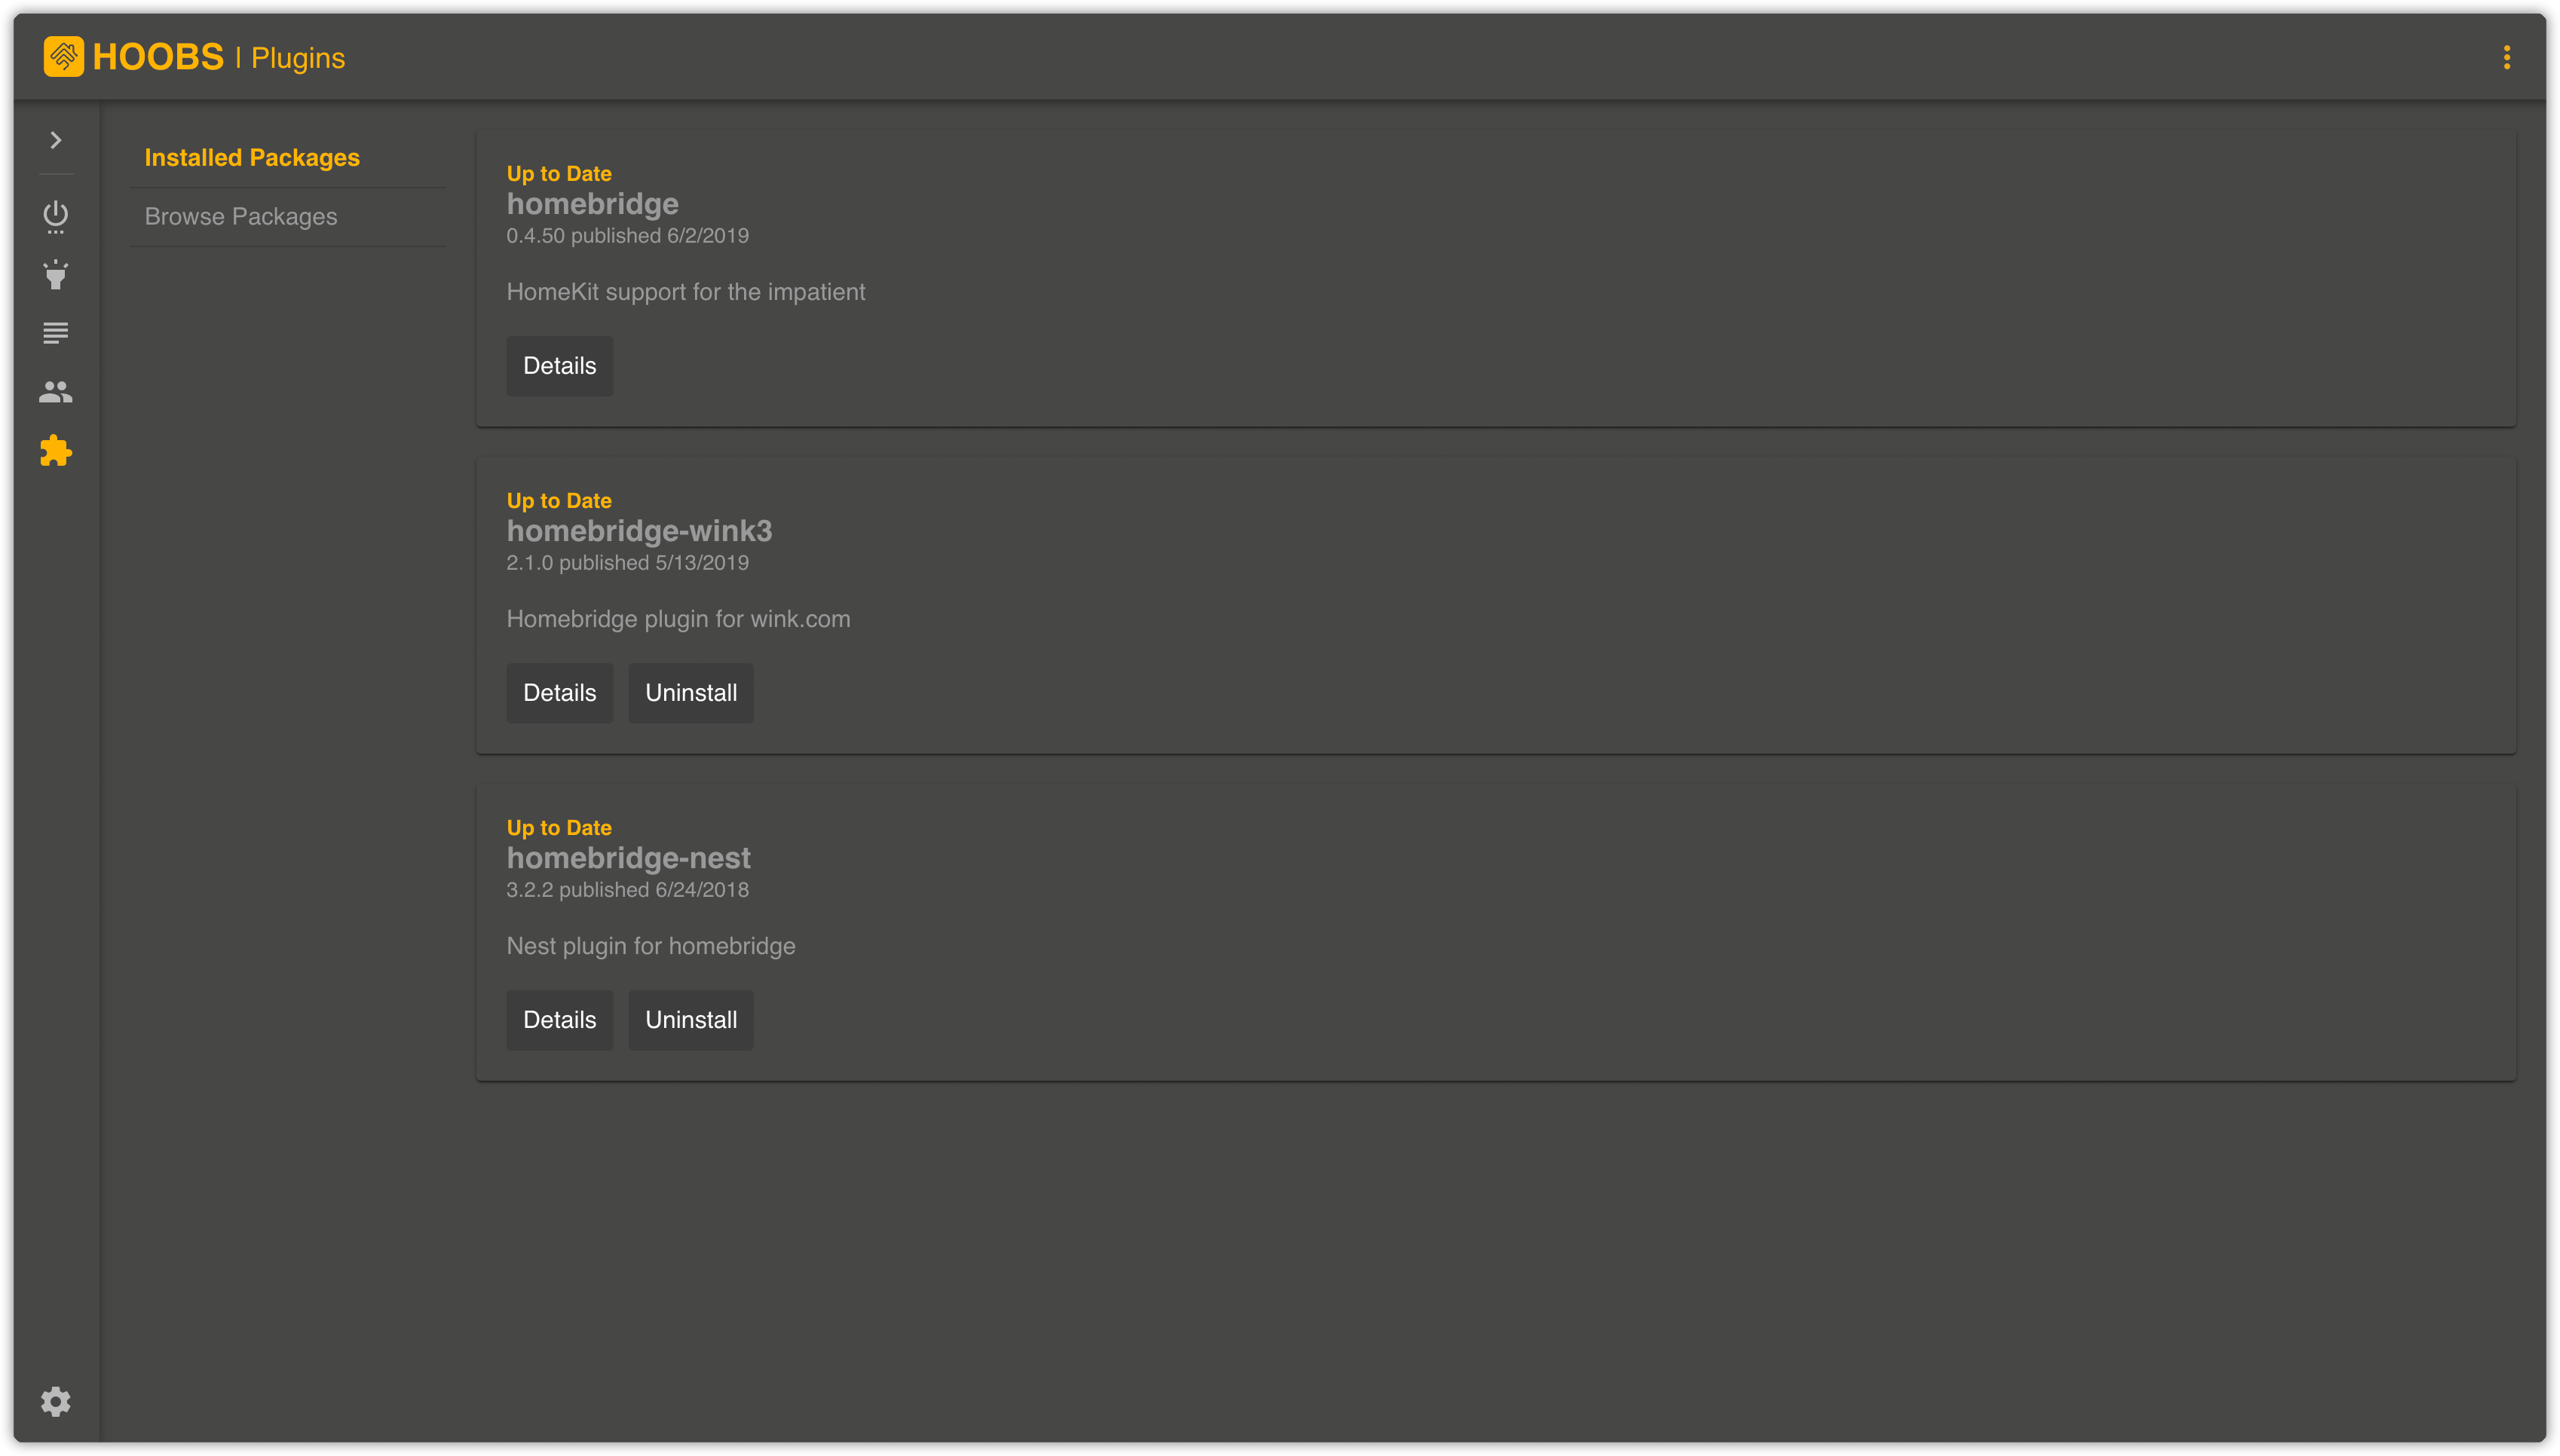 HOOBS | Plugins
Installed Packages
Browse Packages
Up to Date
homebridge
0.4.50 published 6/2/2019
HomeKit support for the impatient
Details
Up to Date
homebridge-wink3
2.1.0 published 5/13/2019
Homebridge plugin for wink.com
Details Uninstall
Up to Date
homebridge-nest
3.2.2 published 6/24/2018
Nest plugin for homebridge
Details Uninstall